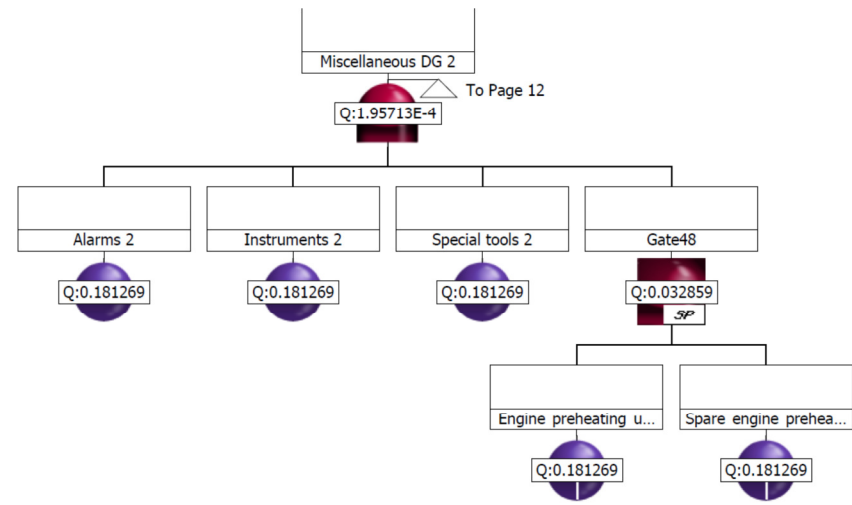 Miscellaneous DG 2
To Page 12
Q:1.95713E-4
Alarms 2
Instruments 2
Special tools 2
Gate48
Q:0.181269
Q:0.181269
Q:0.181269
Q:0.032859
SP
Engine preheating u...
Spare engine prehea...
Q:0.181269
Q:0.181269